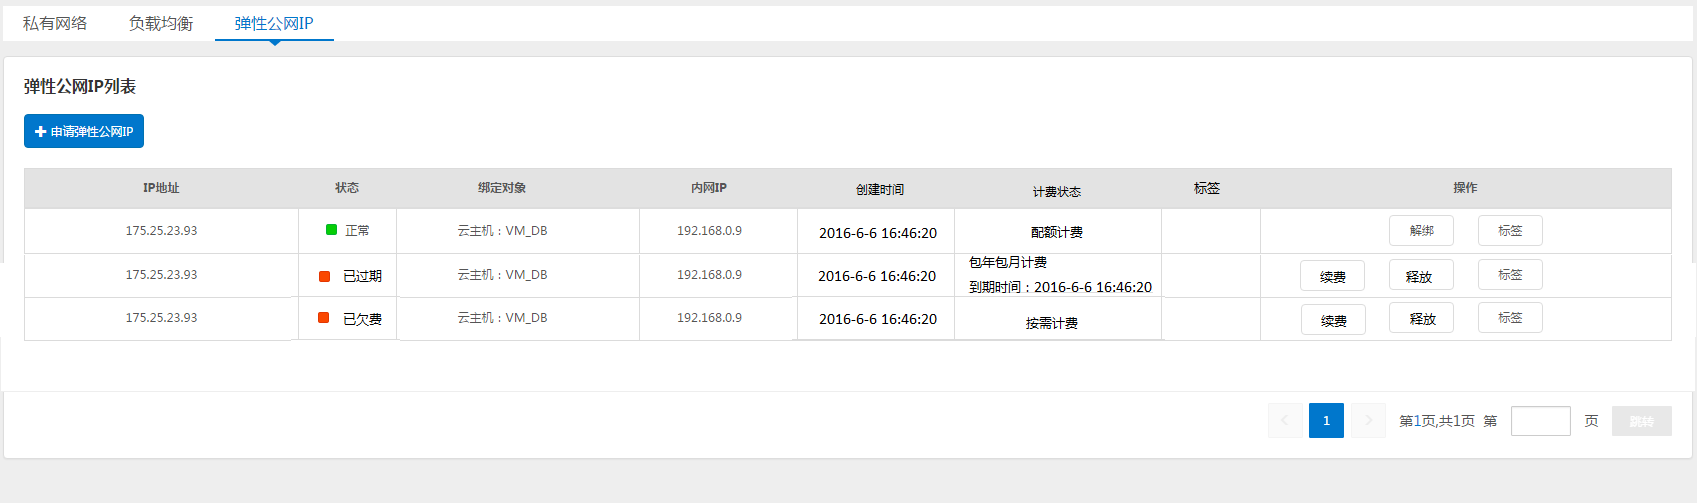 私有网络 负载均衡 弹性公网IP
弹性公网IP列表
申请弹性公网IP
IP地址 状态 绑定对象 内网IP 创建时间 计费状态 标签 操作
175.25.23.93 正常 云主机：VM_DB 192.168.0.9 2016-6-6 16:46:20 配额计费 解绑 标签
175.25.23.93 已过期 云主机：VM_DB 192.168.0.9 2016-6-6 16:46:20 包年包月计费 续费 释放 标签
到期时间：2016-6-6 16:46:20
175.25.23.93 已欠费 云主机：VM_DB 192.168.0.9 2016-6-6 16:46:20 按需计费 续费 释放 标签
1 第1页,共1页 第 页 跳转